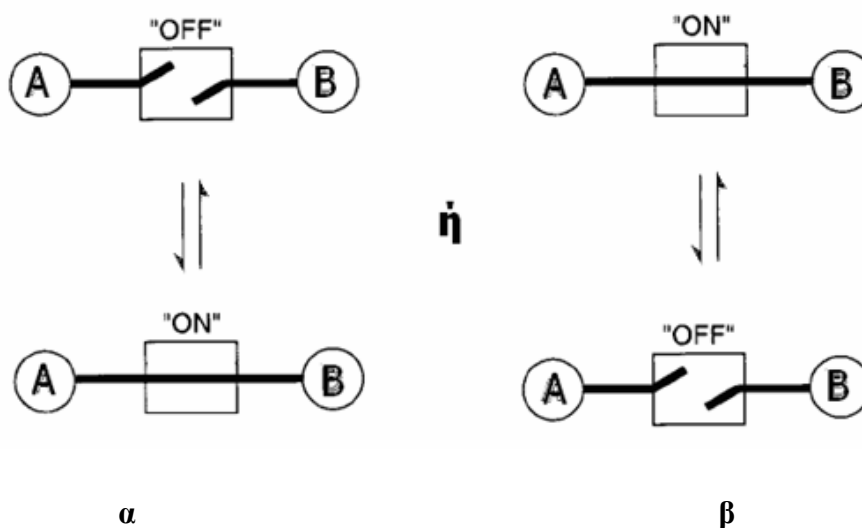 "OFF" "ON"
A B A B
ή
"ON" "OFF"
A B A B
α β